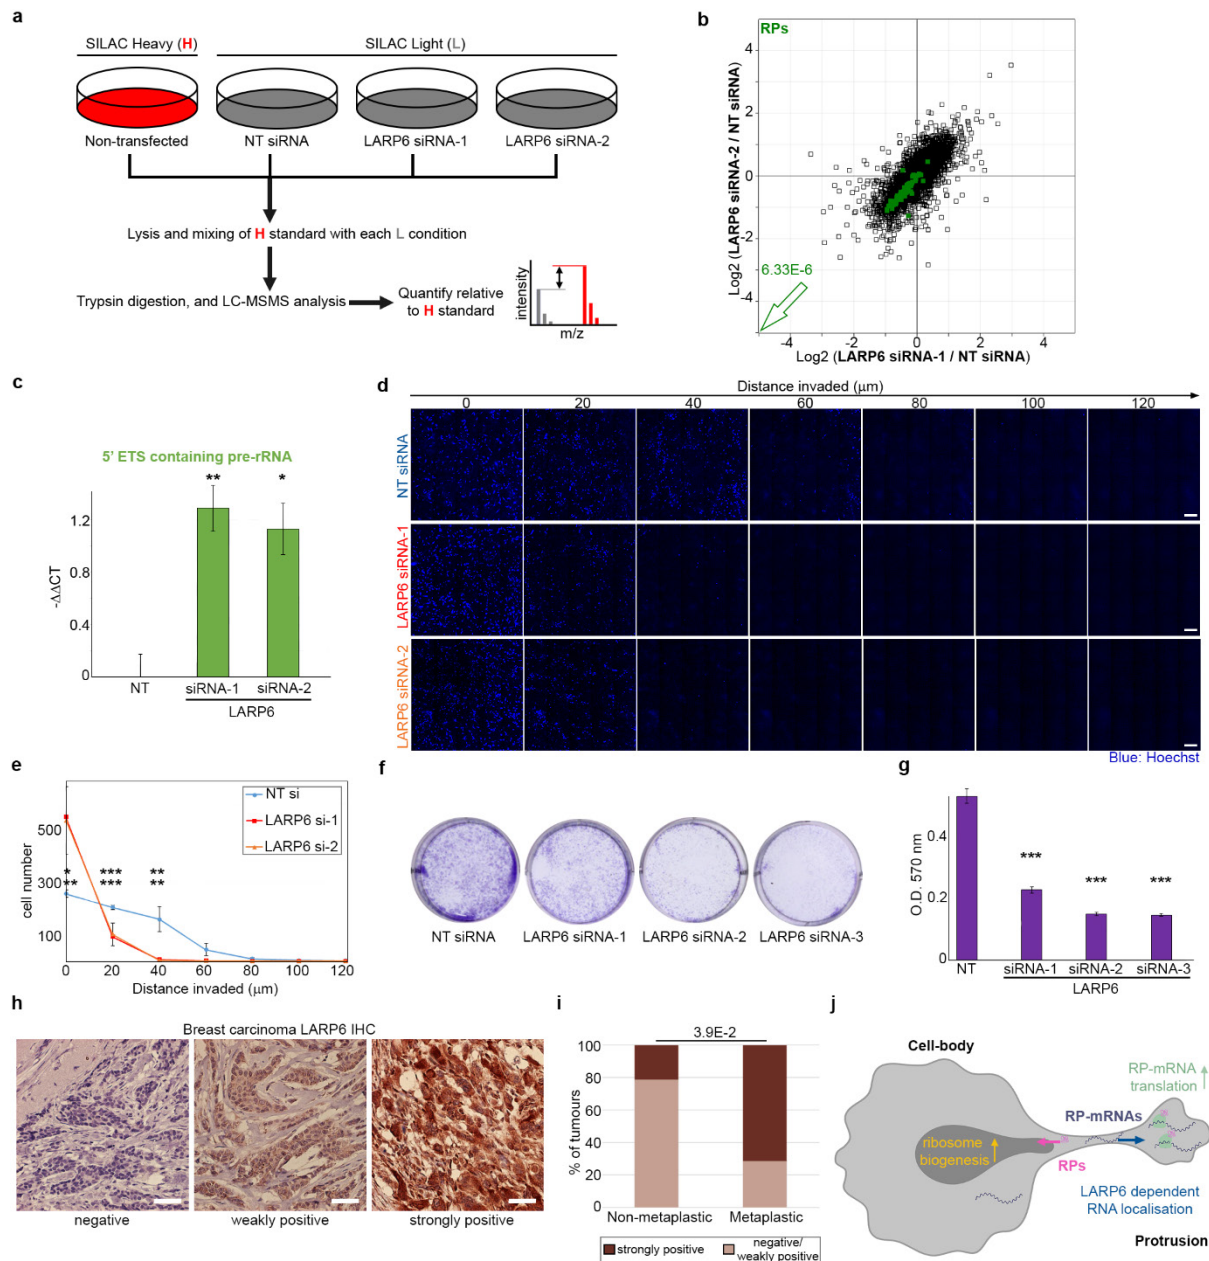 a
SILAC Heavy (H)
SILAC Light (L)
Non-transfected
NT siRNA
LARP6 siRNA-1
LARP6 siRNA-2
Lysis and mixing of H standard with each L condition
Trypsin digestion, and LC-MSMS analysis
Quantify relative
to H standard
intensity
m/z
b
RPs
4
2
0
-2
-4
Log2 (LARP6 siRNA-2 / NT siRNA)
6.33E-6
-4
-2
0
2
4
Log2 (LARP6 siRNA-1 / NT siRNA)
c
5' ETS containing pre-rRNA
**
*
1.2
0.6
0
-ΔΔCT
NT
siRNA-1
siRNA-2
LARP6
d
Distance invaded (μm)
0
20
40
60
80
100
120
NT siRNA
LARP6 siRNA-1
LARP6 siRNA-2
Blue: Hoechst
e
NT si
LARP6 si-1
LARP6 si-2
500
300
100
cell number
*
**
***
***
**
**
0
20
40
60
80
100
120
Distance invaded (μm)
f
NT siRNA
LARP6 siRNA-1
LARP6 siRNA-2
LARP6 siRNA-3
g
0.4
0.2
0
O.D. 570 nm
***
***
***
NT
siRNA-1
siRNA-2
siRNA-3
LARP6
h
Breast carcinoma LARP6 IHC
negative
weakly positive
strongly positive
i
3.9E-2
100
80
60
40
20
0
% of tumours
Non-metaplastic
Metaplastic
strongly positive
negative/
weakly positive
j
Cell-body
RP-mRNA
translation
RP-mRNAs
ribosome
biogenesis
RPs
LARP6 dependent
RNA localisation
Protrusion